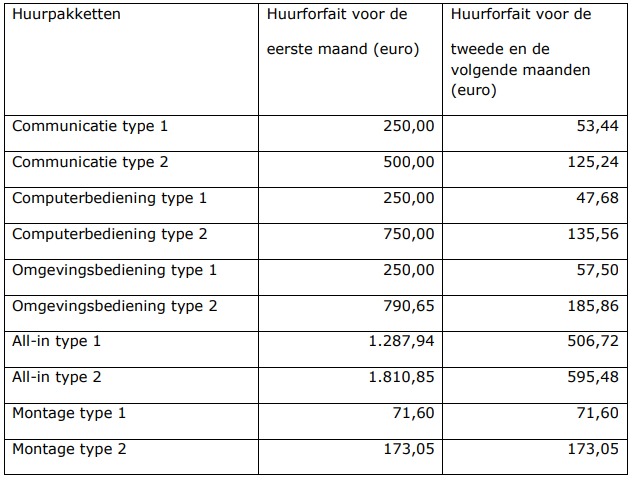 Huurpakketten
Huurforfait voor de
eerste maand (euro)
Huurforfait voor de
tweede en de
volgende maanden
(euro)
Communicatie type 1 250,00 53,44
Communicatie type 2 500,00 125,24
Computerbediening type 1 250,00 47,68
Computerbediening type 2 750,00 135,56
Omgevingsbediening type 1 250,00 57,50
Omgevingsbediening type 2 790,65 185,86
All-in type 1 1.287,94 506,72
All-in type 2 1.810,85 595,48
Montage type 1 71,60 71,60
Montage type 2 173,05 173,05